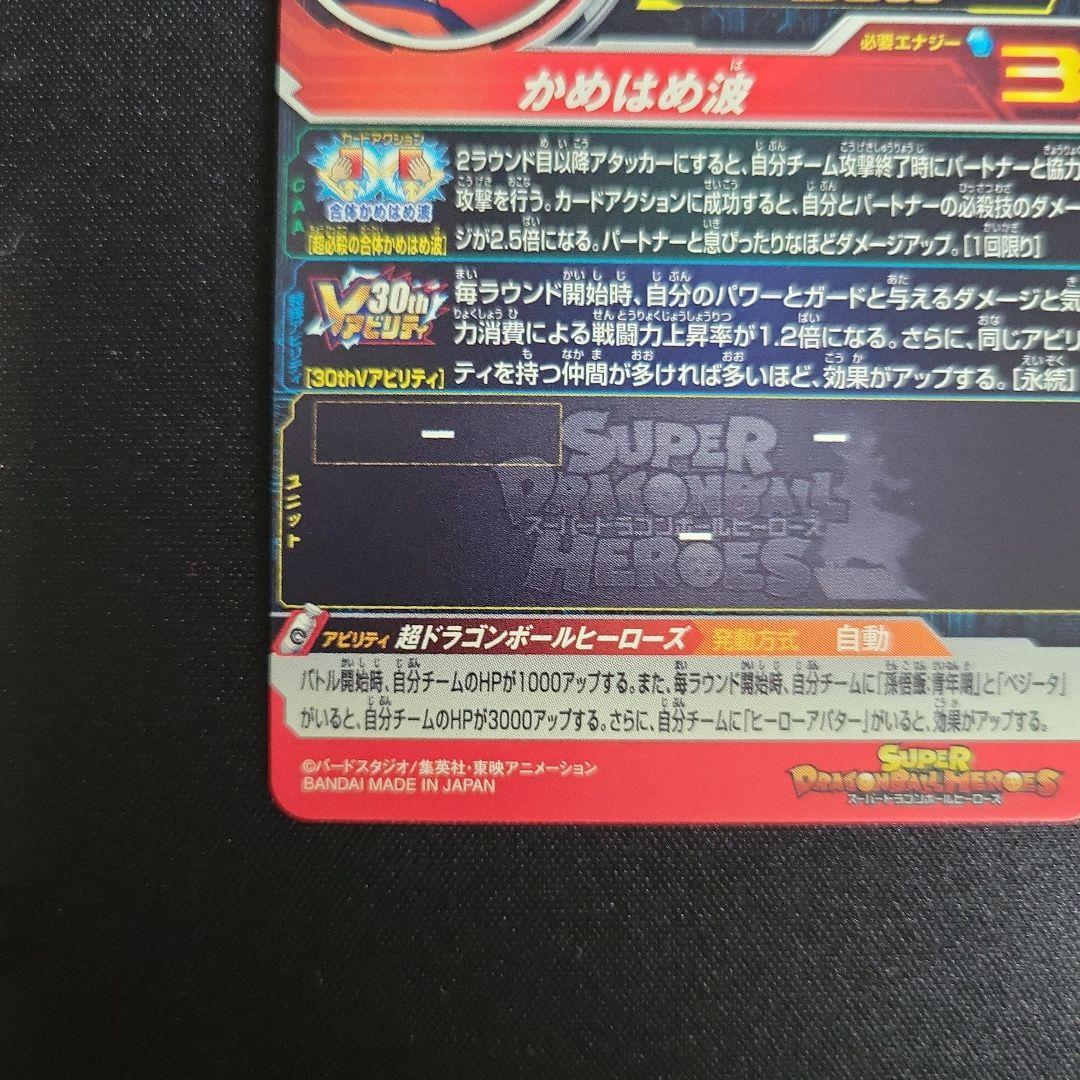 必要エナジー 3
かめはめ波
カードアクション
合体かめはめ波
CAA
[超必殺の合体かめはめ波]
2ラウンド目以降アタッカーにすると、自分チーム攻撃終了時にパートナーと協力
攻撃を行う。カードアクションに成功すると、自分とパートナーの必殺技のダメー
ジが2.5倍になる。パートナーと息ぴったりなほどダメージアップ。[1回限り]
30th
Vアビリティ
[30thVアビリティ]
毎ラウンド開始時、自分のパワーとガードと与えるダメージと気
力消費による戦闘力上昇率が1.2倍になる。さらに、同じアビリ
ティを持つ仲間が多ければ多いほど、効果がアップする。[永続]
ユニット
ー
ー
ー
SUPER
DRAGONBALL
スーパードラゴンボールヒーローズ
HEROES
アビリティ 超ドラゴンボールヒーローズ 発動方式 自動
バトル開始時、自分チームのHPが1000アップする。また、毎ラウンド開始時、自分チームに「孫悟飯:青年期」と「ベジータ」
がいると、自分チームのHPが3000アップする。さらに、自分チームに「ヒーローアバター」がいると、効果がアップする。
©バードスタジオ/集英社・東映アニメーション
BANDAI MADE IN JAPAN
SUPER
DRAGONBALL HEROES
スーパードラゴンボールヒーローズ